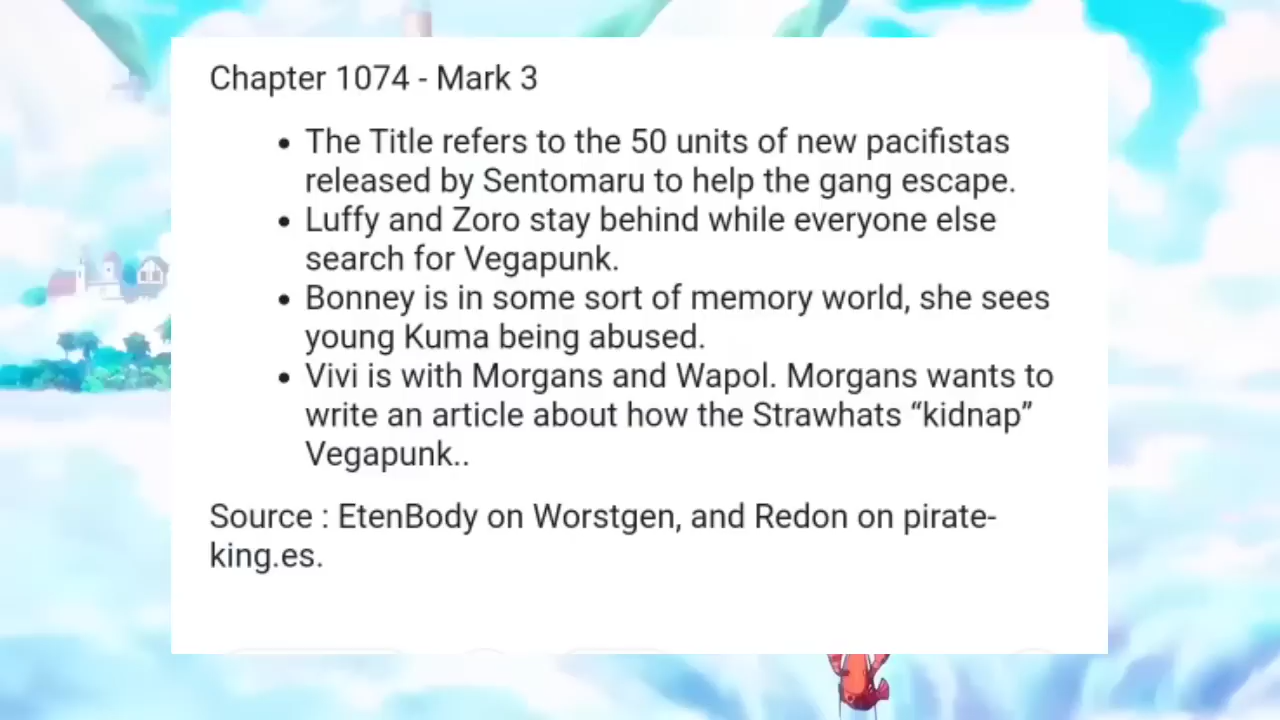 Chapter 1074 - Mark 3
• The Title refers to the 50 units of new pacifistas
released by Sentomaru to help the gang escape.
• Luffy and Zoro stay behind while everyone else
search for Vegapunk.
• Bonney is in some sort of memory world, she sees
young Kuma being abused.
• Vivi is with Morgans and Wapol. Morgans wants to
write an article about how the Strawhats “kidnap”
Vegapunk..
Source : EtenBody on Worstgen, and Redon on pirate-
king.es.